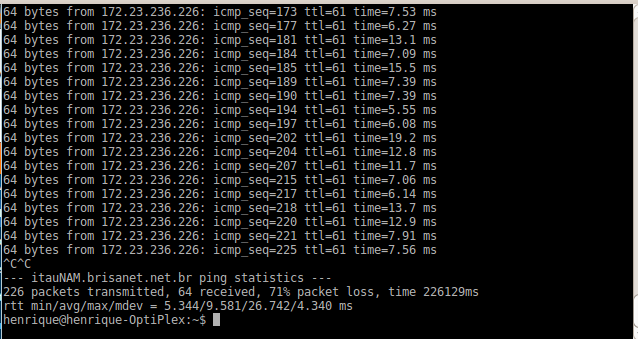 64 bytes from 172.23.236.226: icmp_seq=173 ttl=61 time=7.53 ms
64 bytes from 172.23.236.226: icmp_seq=177 ttl=61 time=6.27 ms
64 bytes from 172.23.236.226: icmp_seq=181 ttl=61 time=13.1 ms
64 bytes from 172.23.236.226: icmp_seq=184 ttl=61 time=7.09 ms
64 bytes from 172.23.236.226: icmp_seq=185 ttl=61 time=15.5 ms
64 bytes from 172.23.236.226: icmp_seq=189 ttl=61 time=7.39 ms
64 bytes from 172.23.236.226: icmp_seq=190 ttl=61 time=7.39 ms
64 bytes from 172.23.236.226: icmp_seq=194 ttl=61 time=5.55 ms
64 bytes from 172.23.236.226: icmp_seq=197 ttl=61 time=6.08 ms
64 bytes from 172.23.236.226: icmp_seq=202 ttl=61 time=19.2 ms
64 bytes from 172.23.236.226: icmp_seq=204 ttl=61 time=12.8 ms
64 bytes from 172.23.236.226: icmp_seq=207 ttl=61 time=11.7 ms
64 bytes from 172.23.236.226: icmp_seq=215 ttl=61 time=7.06 ms
64 bytes from 172.23.236.226: icmp_seq=217 ttl=61 time=6.14 ms
64 bytes from 172.23.236.226: icmp_seq=218 ttl=61 time=13.7 ms
64 bytes from 172.23.236.226: icmp_seq=220 ttl=61 time=12.9 ms
64 bytes from 172.23.236.226: icmp_seq=221 ttl=61 time=7.91 ms
64 bytes from 172.23.236.226: icmp_seq=225 ttl=61 time=7.56 ms
^C^C
--- itauNAM.brisanet.net.br ping statistics ---
226 packets transmitted, 64 received, 71% packet loss, time 226129ms
rtt min/avg/max/mdev = 5.344/9.581/26.742/4.340 ms
henrique@henrique-OptiPlex:~$